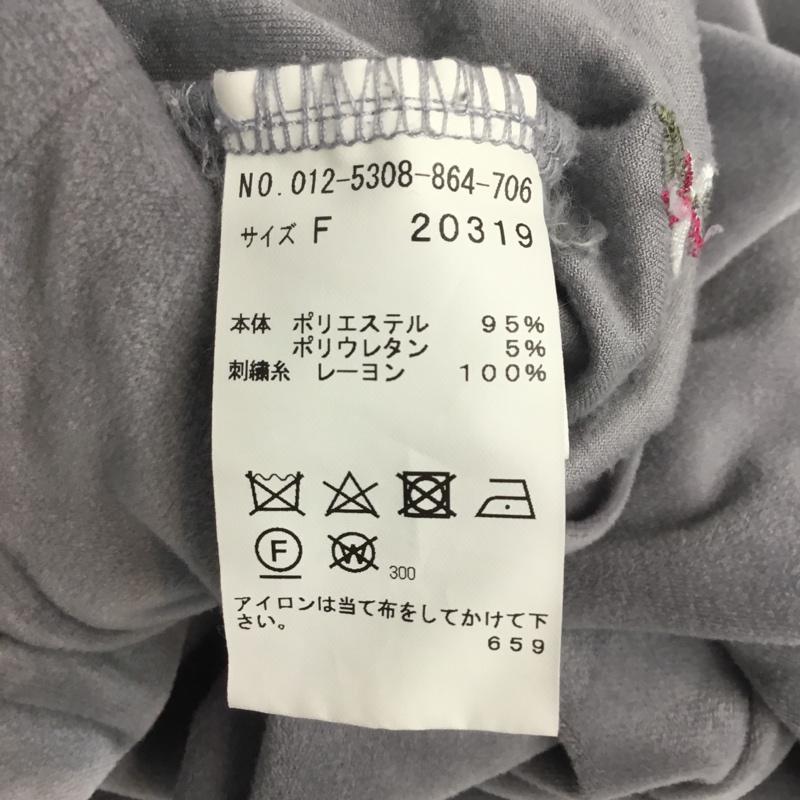 NO. 012-5308-864-706
サイズ F 20319
本体 ポリエステル 95%
ポリウレタン 5%
刺繍糸 レーヨン 100%
F W 300
アイロンは当て布をしてかけて下
さい。
659